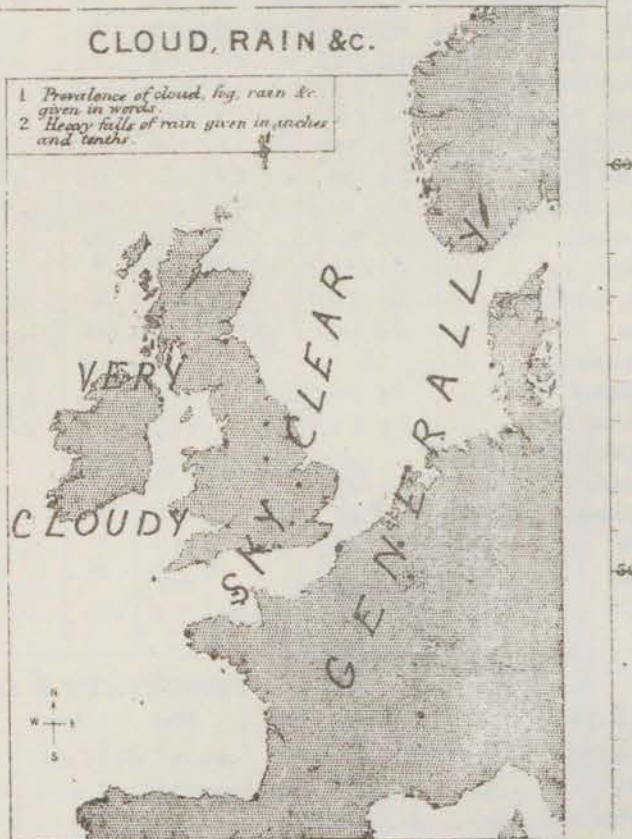 CLOUD, RAIN &c.
1 Prevalence of cloud, fog, rain &c.
given in words.
2 Heavy falls of rain given in inches
and tenths.
VERY
CLOUDY
SKY CLEAR
GENERALLY
N
W
S